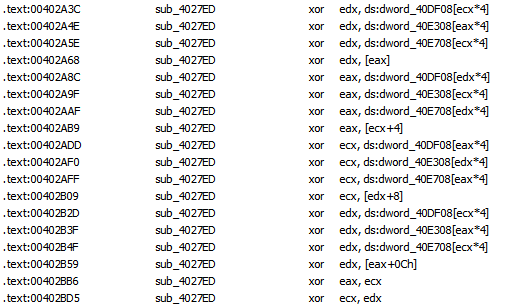 .text:00402A3C sub_4027ED xor edx, ds:dword_40DF08[ecx*4]
.text:00402A4E sub_4027ED xor edx, ds:dword_40E308[eax*4]
.text:00402A5E sub_4027ED xor edx, ds:dword_40E708[ecx*4]
.text:00402A68 sub_4027ED xor edx, [eax]
.text:00402A8C sub_4027ED xor eax, ds:dword_40DF08[edx*4]
.text:00402A9F sub_4027ED xor eax, ds:dword_40E308[ecx*4]
.text:00402AAF sub_4027ED xor eax, ds:dword_40E708[edx*4]
.text:00402AB9 sub_4027ED xor eax, [ecx+4]
.text:00402ADD sub_4027ED xor ecx, ds:dword_40DF08[eax*4]
.text:00402AF0 sub_4027ED xor ecx, ds:dword_40E308[edx*4]
.text:00402AFF sub_4027ED xor ecx, ds:dword_40E708[eax*4]
.text:00402B09 sub_4027ED xor ecx, [edx+8]
.text:00402B2D sub_4027ED xor edx, ds:dword_40DF08[ecx*4]
.text:00402B3F sub_4027ED xor edx, ds:dword_40E308[eax*4]
.text:00402B4F sub_4027ED xor edx, ds:dword_40E708[ecx*4]
.text:00402B59 sub_4027ED xor edx, [eax+0Ch]
.text:00402BB6 sub_4027ED xor eax, ecx
.text:00402BD5 sub_4027ED xor ecx, edx